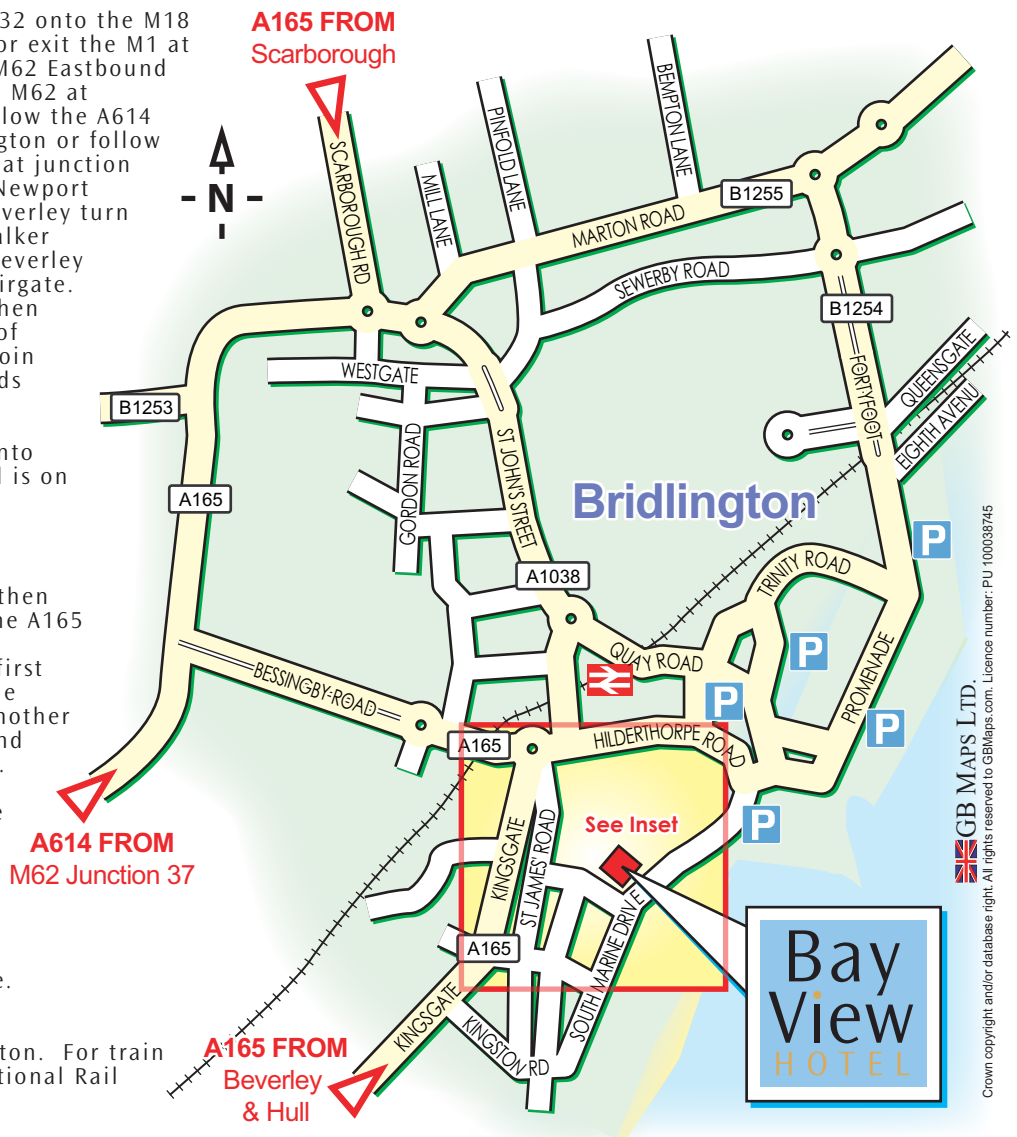 32 onto the M18
or exit the M1 at
M62 Eastbound
M62 at
low the A614
gton or follow
at junction
Newport
everley turn
alker
Beverley
irgate.
hen
of
oin
ds
nto
l is on
then
he A165
first
e
nother
nd
.
e
e.
ton. For train
tional Rail
A165 FROM
Scarborough
- N -
SCARBOROUGH RD
MILL LANE
PINFOLD LANE
BEMPTON LANE
MARTON ROAD
B1255
SEWERBY ROAD
B1254
WESTGATE
B1253
FORTYFOOT
QUEENSGATE
EIGHTH AVENU
GORDON ROAD
ST JOHN'S STREET
A165
Bridlington
P
A1038
TRINITY ROAD
QUAY ROAD
P
PROMENADE
BESSINGBY ROAD
P
P
A165
HILDERTHORPE ROAD
P
See Inset
KINGSGATE
ST JAMES' ROAD
A614 FROM
M62 Junction 37
SOUTH MARINE DRIVE
A165
KINGSGATE
KINGSTON RD
A165 FROM
Beverley
& Hull
Bay
View
HOTEL
GB MAPS LTD.
Crown copyright and/or database right. All rights reserved to GBMaps.com. Licence number: PU 100038745